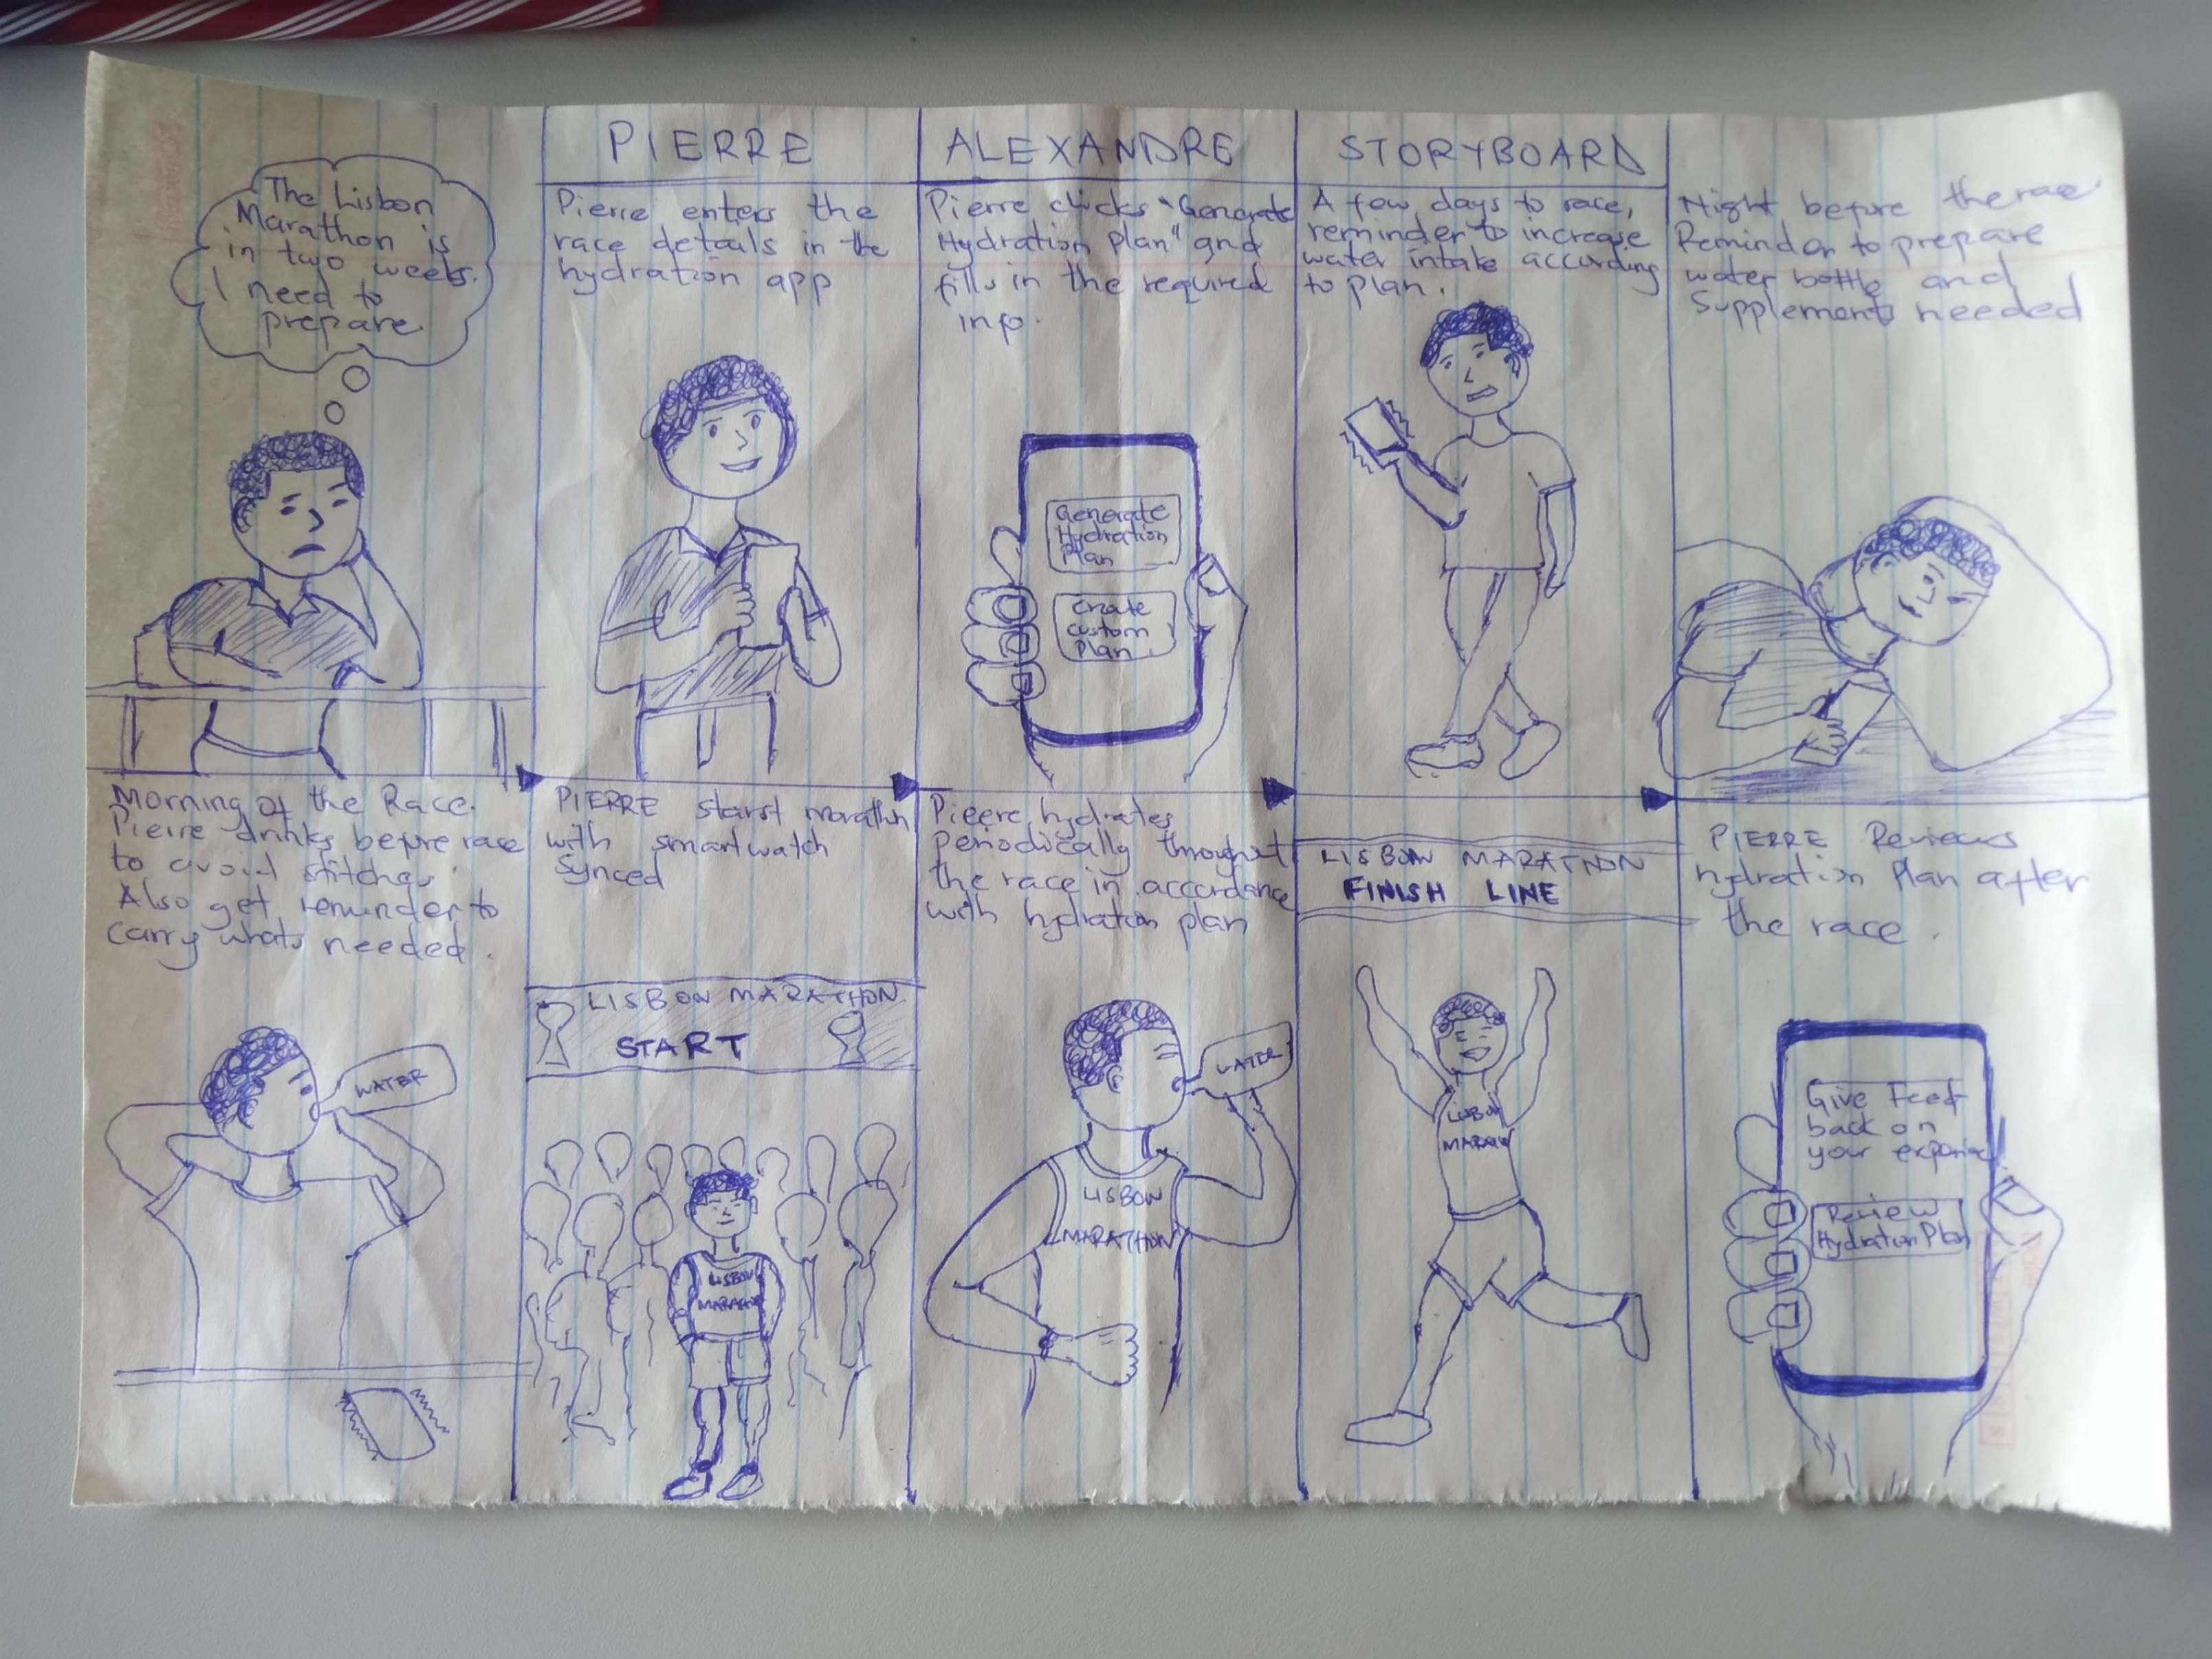 PIERRE ALEXANDRE STORYBOARD
The Lisbon
Marathon is
in two weeks.
I need to
prepare
Pierre enters the
race details in the
hydration app
Pierre clicks "Generate
Hydration plan" and
fills in the required
info.
Generate
Hydration
Plan
Create
custom
Plan
A few days to race,
reminder to increase
water intake according
to plan.
Night before the race
Reminder to prepare
water bottle and
Supplements needed
Morning of the Race.
Pierre drinks before race
to avoid stitches.
Also get reminder to
carry whats needed.
WATER
PIERRE starst marathn
with smartwatch
synced
LISBON MARATHON
START
LISBON
Pieere hydrates
periodically throughout
the race in accordance
with hydration plan
WATER
LISBON
MARATHON
LISBON MARATHON
FINISH LINE
LISBON
PIERRE Reviews
hydration Plan after
the race.
Give Feed
back on
your
Review
Hydration Plan